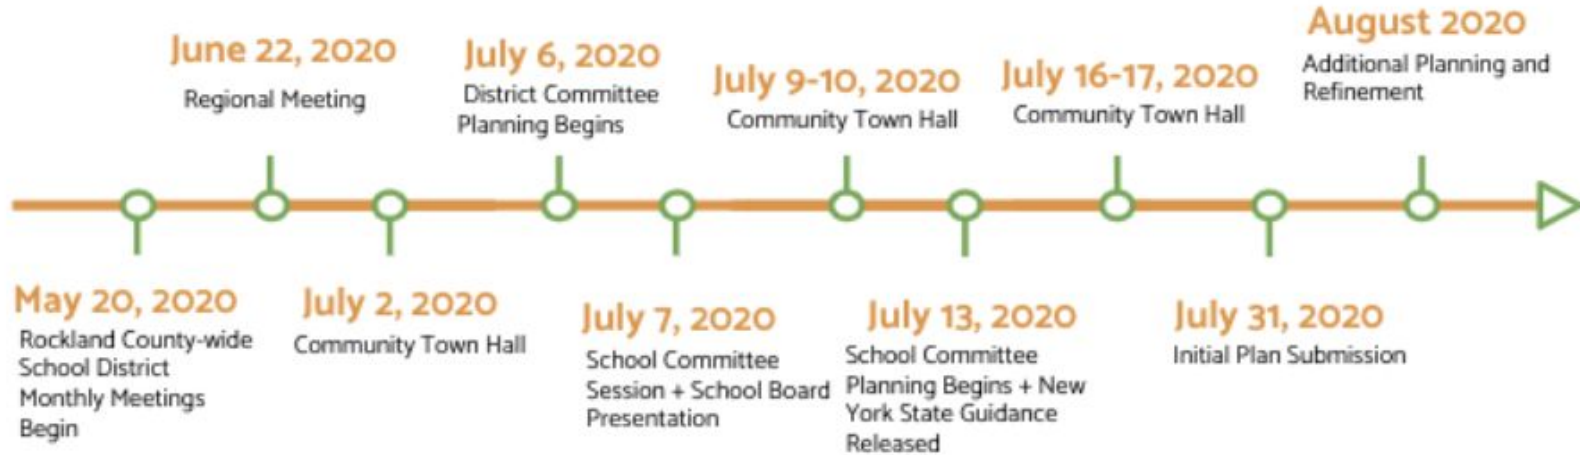 May 20, 2020
Rockland County-wide
School District
Monthly Meetings
Begin
June 22, 2020
Regional Meeting
July 2, 2020
Community Town Hall
July 6, 2020
District Committee
Planning Begins
July 7, 2020
School Committee
Session + School Board
Presentation
July 9-10, 2020
Community Town Hall
July 13, 2020
School Committee
Planning Begins + New
York State Guidance
Released
July 16-17, 2020
Community Town Hall
July 31, 2020
Initial Plan Submission
August 2020
Additional Planning and
Refinement